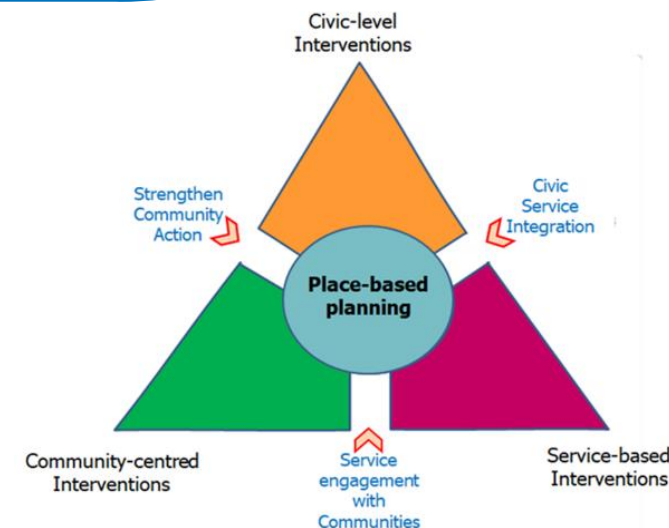 Civic-level
Interventions
Strengthen
Community
Action
Civic
Service
Integration
Place-based
planning
Community-centred
Interventions
Service
engagement
with
Communities
Service-based
Interventions